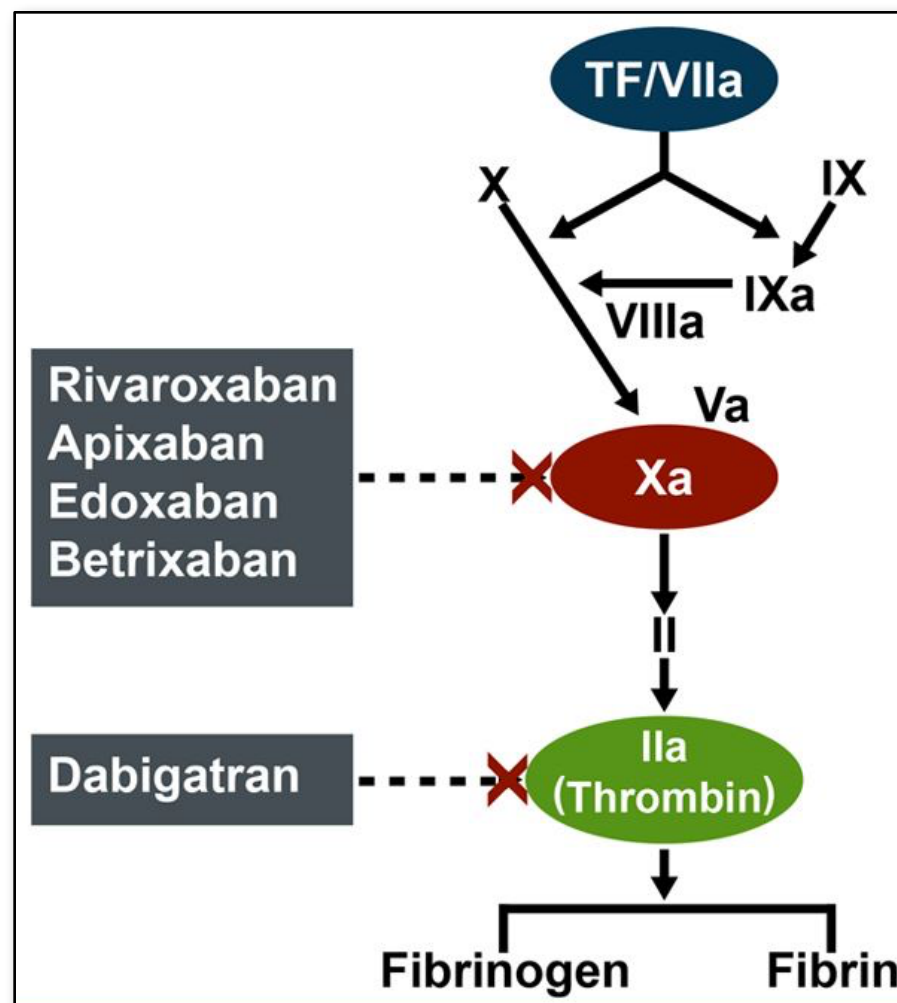 TF/VIIa
X
IX
IXa
VIIIa
Rivaroxaban
Apixaban
Edoxaban
Betrixaban
Va
Xa
II
Dabigatran
IIa
(Thrombin)
Fibrinogen
Fibrin